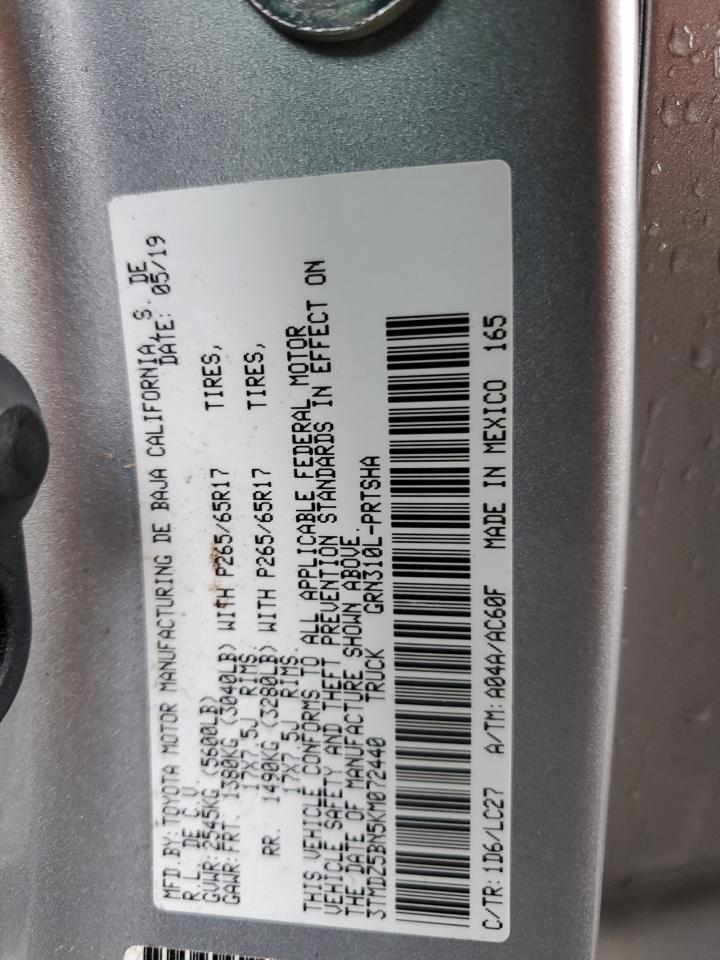 MFD.BY:TOYOTA MOTOR MANUFACTURING DE BAJA CALIFORNIA,S. DE
R.L. DE C.V. DATE: 05/19
GVWR:2545KG (5600LB)
GAWR:FRT. 1380KG (3040LB) WITH P265/65R17 TIRES,
17X7.5J RIMS.
RR. 1490KG (3280LB) WITH P265/65R17 TIRES,
17X7.5J RIMS.
THIS VEHICLE CONFORMS TO ALL APPLICABLE FEDERAL MOTOR
VEHICLE SAFETY AND THEFT PREVENTION STANDARDS IN EFFECT ON
THE DATE OF MANUFACTURE SHOWN ABOVE.
3TMDZ5BN5KM072440 TRUCK GRN310L-PRTSHA
C/TR:1D6/LC27 A/TM:A04A/AC60F MADE IN MEXICO 165